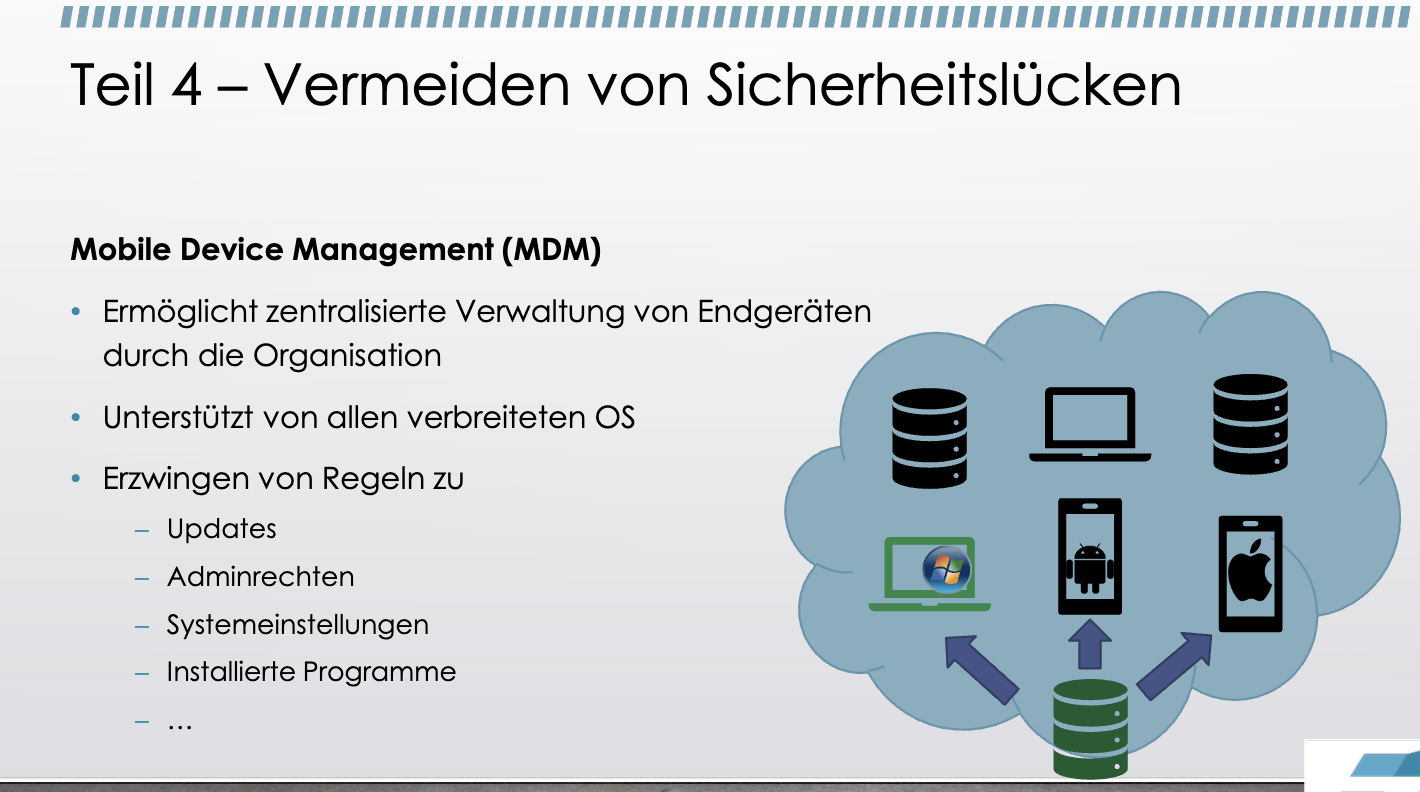 Teil 4 – Vermeiden von Sicherheitslücken
Mobile Device Management (MDM)
• Ermöglicht zentralisierte Verwaltung von Endgeräten
durch die Organisation
• Unterstützt von allen verbreiteten OS
• Erzwingen von Regeln zu
– Updates
– Adminrechten
– Systemeinstellungen
– Installierte Programme
– …